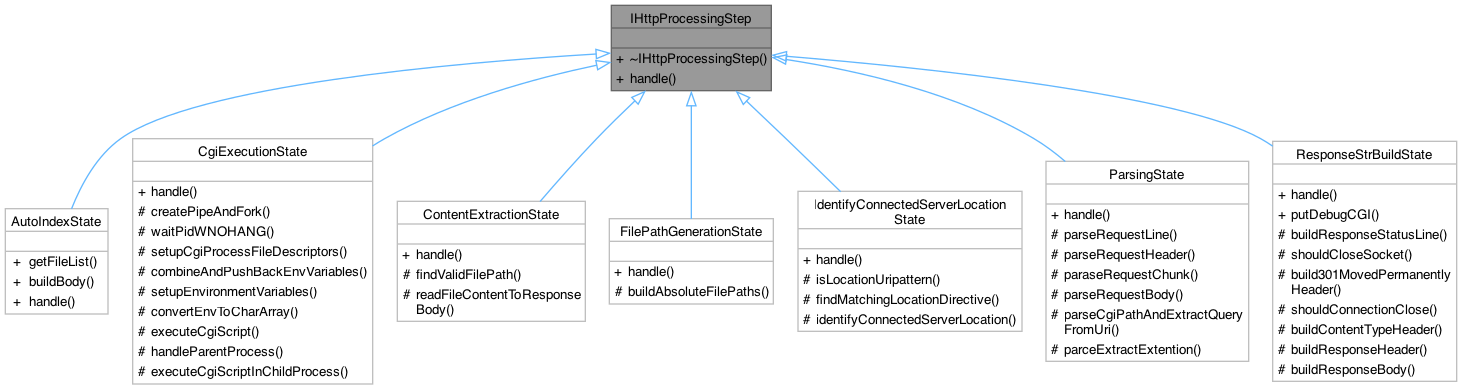 IHttpProcessingStep
+ ~IHttpProcessingStep()
+ handle()
AutoIndexState
+ getFileList()
+ buildBody()
+ handle()
CgiExecutionState
+ handle()
# createPipeAndFork()
# waitPidWNOHANG()
# setupCgiProcessFileDescriptors()
# combineAndPushBackEnvVariables()
# setupEnvironmentVariables()
# convertEnvToCharArray()
# executeCgiScript()
# handleParentProcess()
# executeCgiScriptInChildProcess()
ContentExtractionState
+ handle()
# findValidFilePath()
# readFileContentToResponse
Body()
FilePathGenerationState
+ handle()
# buildAbsoluteFilePaths()
IdentifyConnectedServerLocation
State
+ handle()
# isLocationUripattern()
# findMatchingLocationDirective()
# identifyConnectedServerLocation()
ParsingState
+ handle()
# parseRequestLine()
# parseRequestHeader()
# paraseRequestChunk()
# parseRequestBody()
# parseCgiPathAndExtractQuery
FromUri()
# parceExtractExtention()
ResponseStrBuildState
+ handle()
+ putDebugCGI()
# buildResponseStatusLine()
# shouldCloseSocket()
# build301MovedPermanently
Header()
# shouldConnectionClose()
# buildContentTypeHeader()
# buildResponseHeader()
# buildResponseBody()